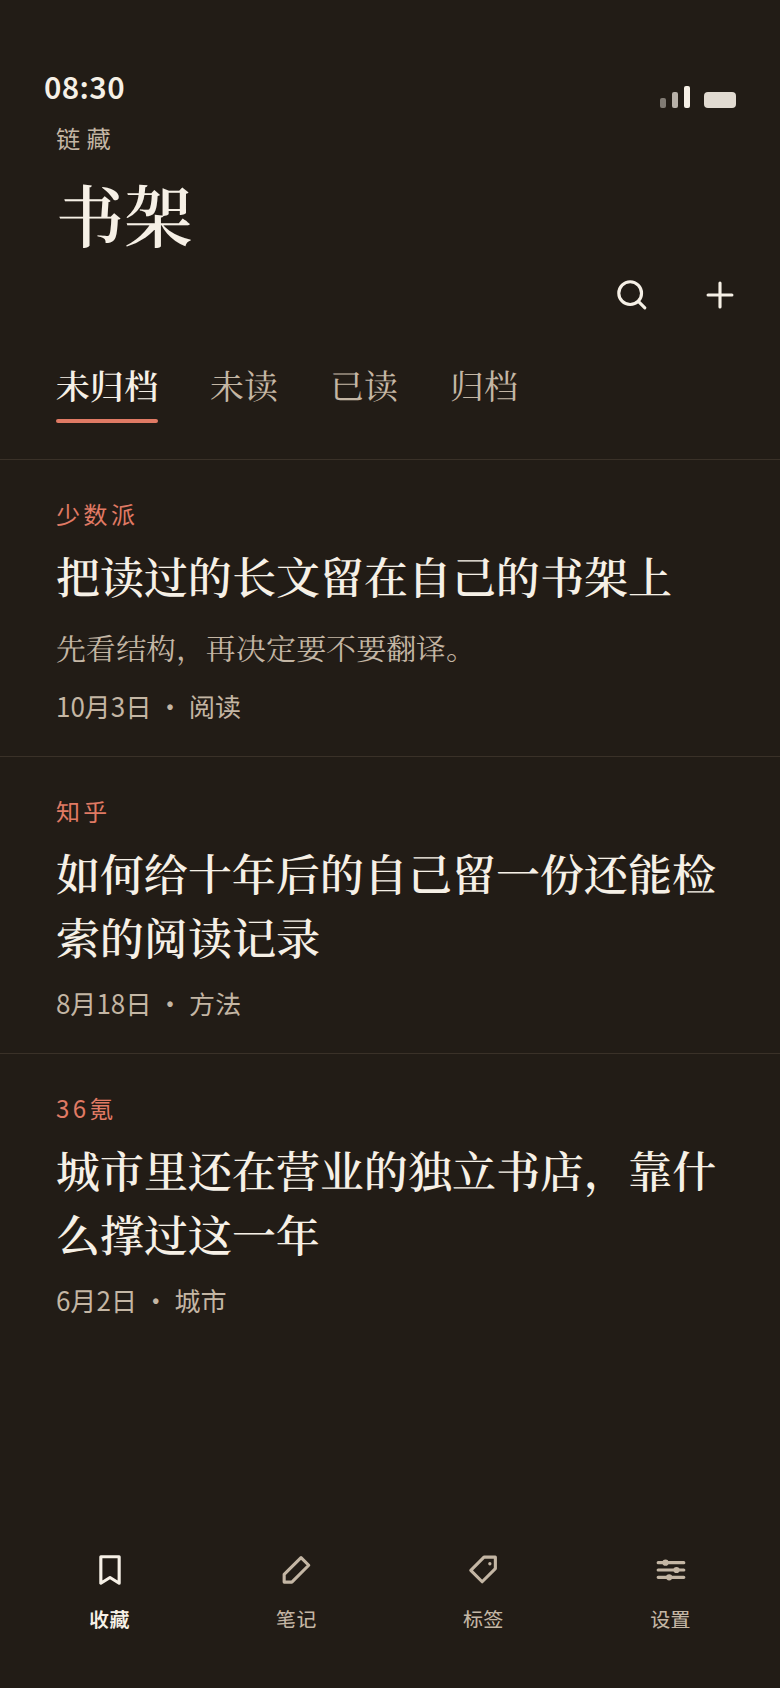 08:30
链藏
书架
未归档 未读 已读 归档
少数派
把读过的长文留在自己的书架上
先看结构，再决定要不要翻译。
10月3日 · 阅读
知乎
如何给十年后的自己留一份还能检
索的阅读记录
8月18日 · 方法
36氪
城市里还在营业的独立书店，靠什
么撑过这一年
6月2日 · 城市
收藏 笔记 标签 设置